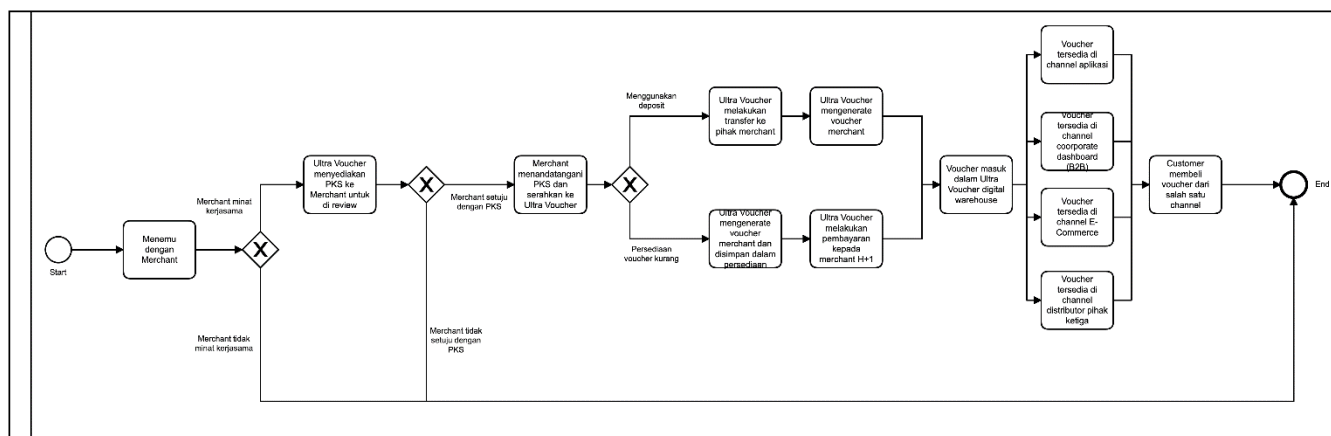 Start
Menemu
dengan
Merchant
Merchant minat
kerjasama
Merchant tidak
minat kerjasama
Ultra Voucher
menyediakan
PKS ke
Merchant untuk
di review
Merchant setuju
dengan PKS
Merchant tidak
setuju dengan
PKS
Merchant
menandatangani
PKS dan
serahkan ke
Ultra Voucher
Menggunakan
deposit
Persediaan
voucher kurang
Ultra Voucher
melakukan
transfer ke
pihak merchant
Ultra Voucher
mengenerate
voucher
merchant
Ultra Voucher
mengenerate
voucher
merchant dan
disimpan dalam
persediaan
Ultra Voucher
melakukan
pembayaran
kepada
merchant H+1
Voucher masuk
dalam Ultra
Voucher digital
warehouse
Voucher
tersedia di
channel aplikasi
Voucher
tersedia di
channel
coorporate
dashboard
(B2B)
Voucher
tersedia di
channel E-
Commerce
Voucher
tersedia di
channel
distributor pihak
ketiga
Customer
membeli
voucher dari
salah satu
channel
End
X
X
X